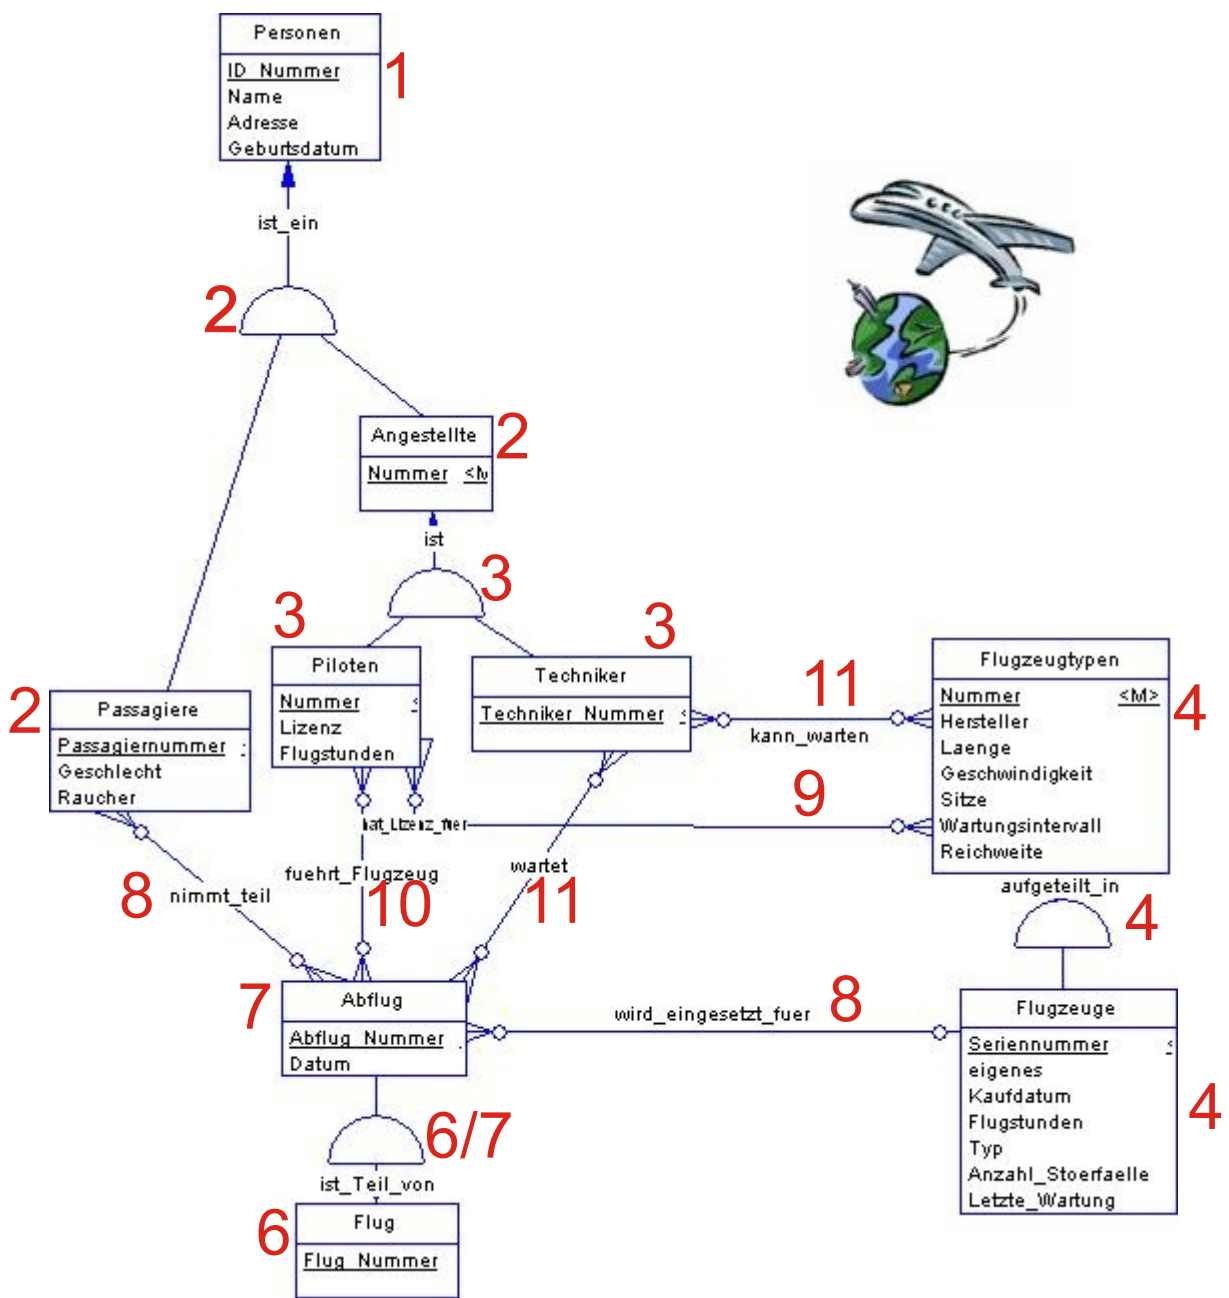 Personen
1
ID_Nummer
Name
Adresse
Geburtsdatum
ist_ein
2
Angestellte
2
Nummer <M
ist
3
3
Piloten
Nummer <
Lizenz
Flugstunden
3
Techniker
Techniker_Nummer <
2
Passagiere
Passagiernummer
Geschlecht
Raucher
11
kann_warten
Flugzeugtypen
Nummer <M>
4
Hersteller
Laenge
Geschwindigkeit
Sitze
Wartungsintervall
Reichweite
9
hat_Lizenz_fuer
aufgeteilt_in
4
8
nimmt_teil
fuehrt_Flugzeug
10
wartet
11
7
Abflug
Abflug_Nummer
Datum
wird_eingesetzt_fuer
8
Flugzeuge
Seriennummer <
eigenes
Kaufdatum
4
Flugstunden
Typ
Anzahl_Stoerfaelle
Letzte_Wartung
6/7
ist_Teil_von
6
Flug
Flug_Nummer